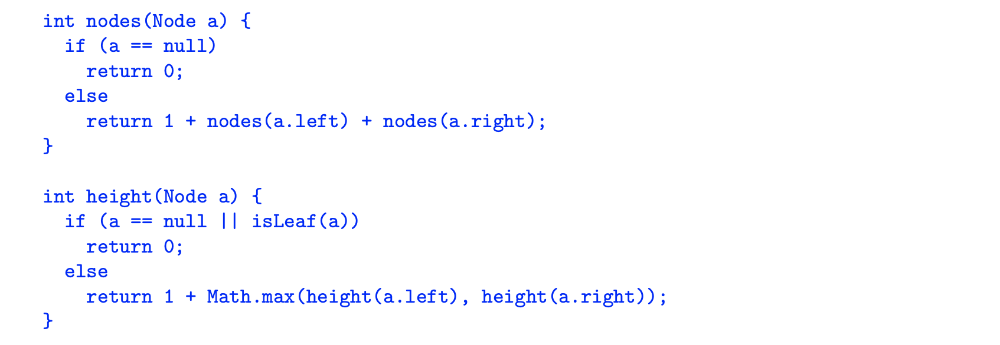 int nodes(Node a) {
  if (a == null)
    return 0;
  else
    return 1 + nodes(a.left) + nodes(a.right);
}

int height(Node a) {
  if (a == null || isLeaf(a))
    return 0;
  else
    return 1 + Math.max(height(a.left), height(a.right));
}